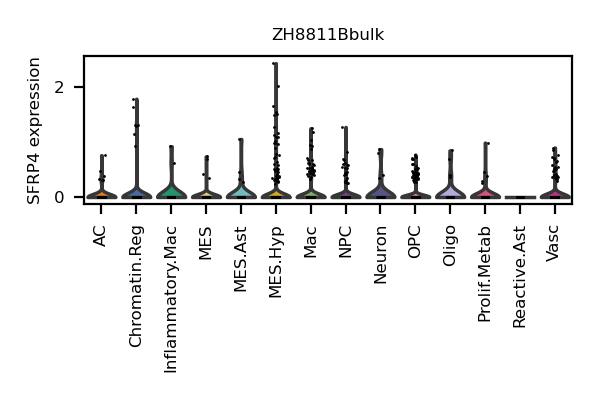 ZH8811Bbulk
SFRP4 expression
2
0
AC
Chromatin.Reg
Inflammatory.Mac
MES
MES.Ast
MES.Hyp
Mac
NPC
Neuron
OPC
Oligo
Prolif.Metab
Reactive.Ast
Vasc